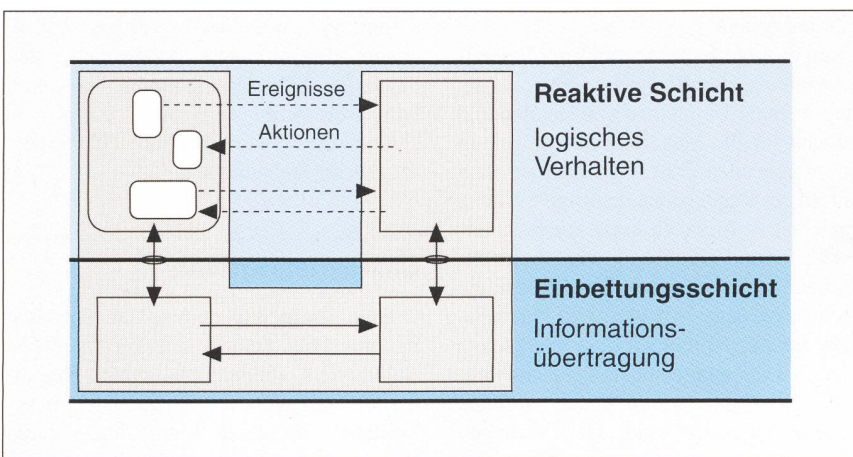 Ereignisse
Aktionen
Reaktive Schicht
logisches
Verhalten
Einbettungsschicht
Informations-
übertragung